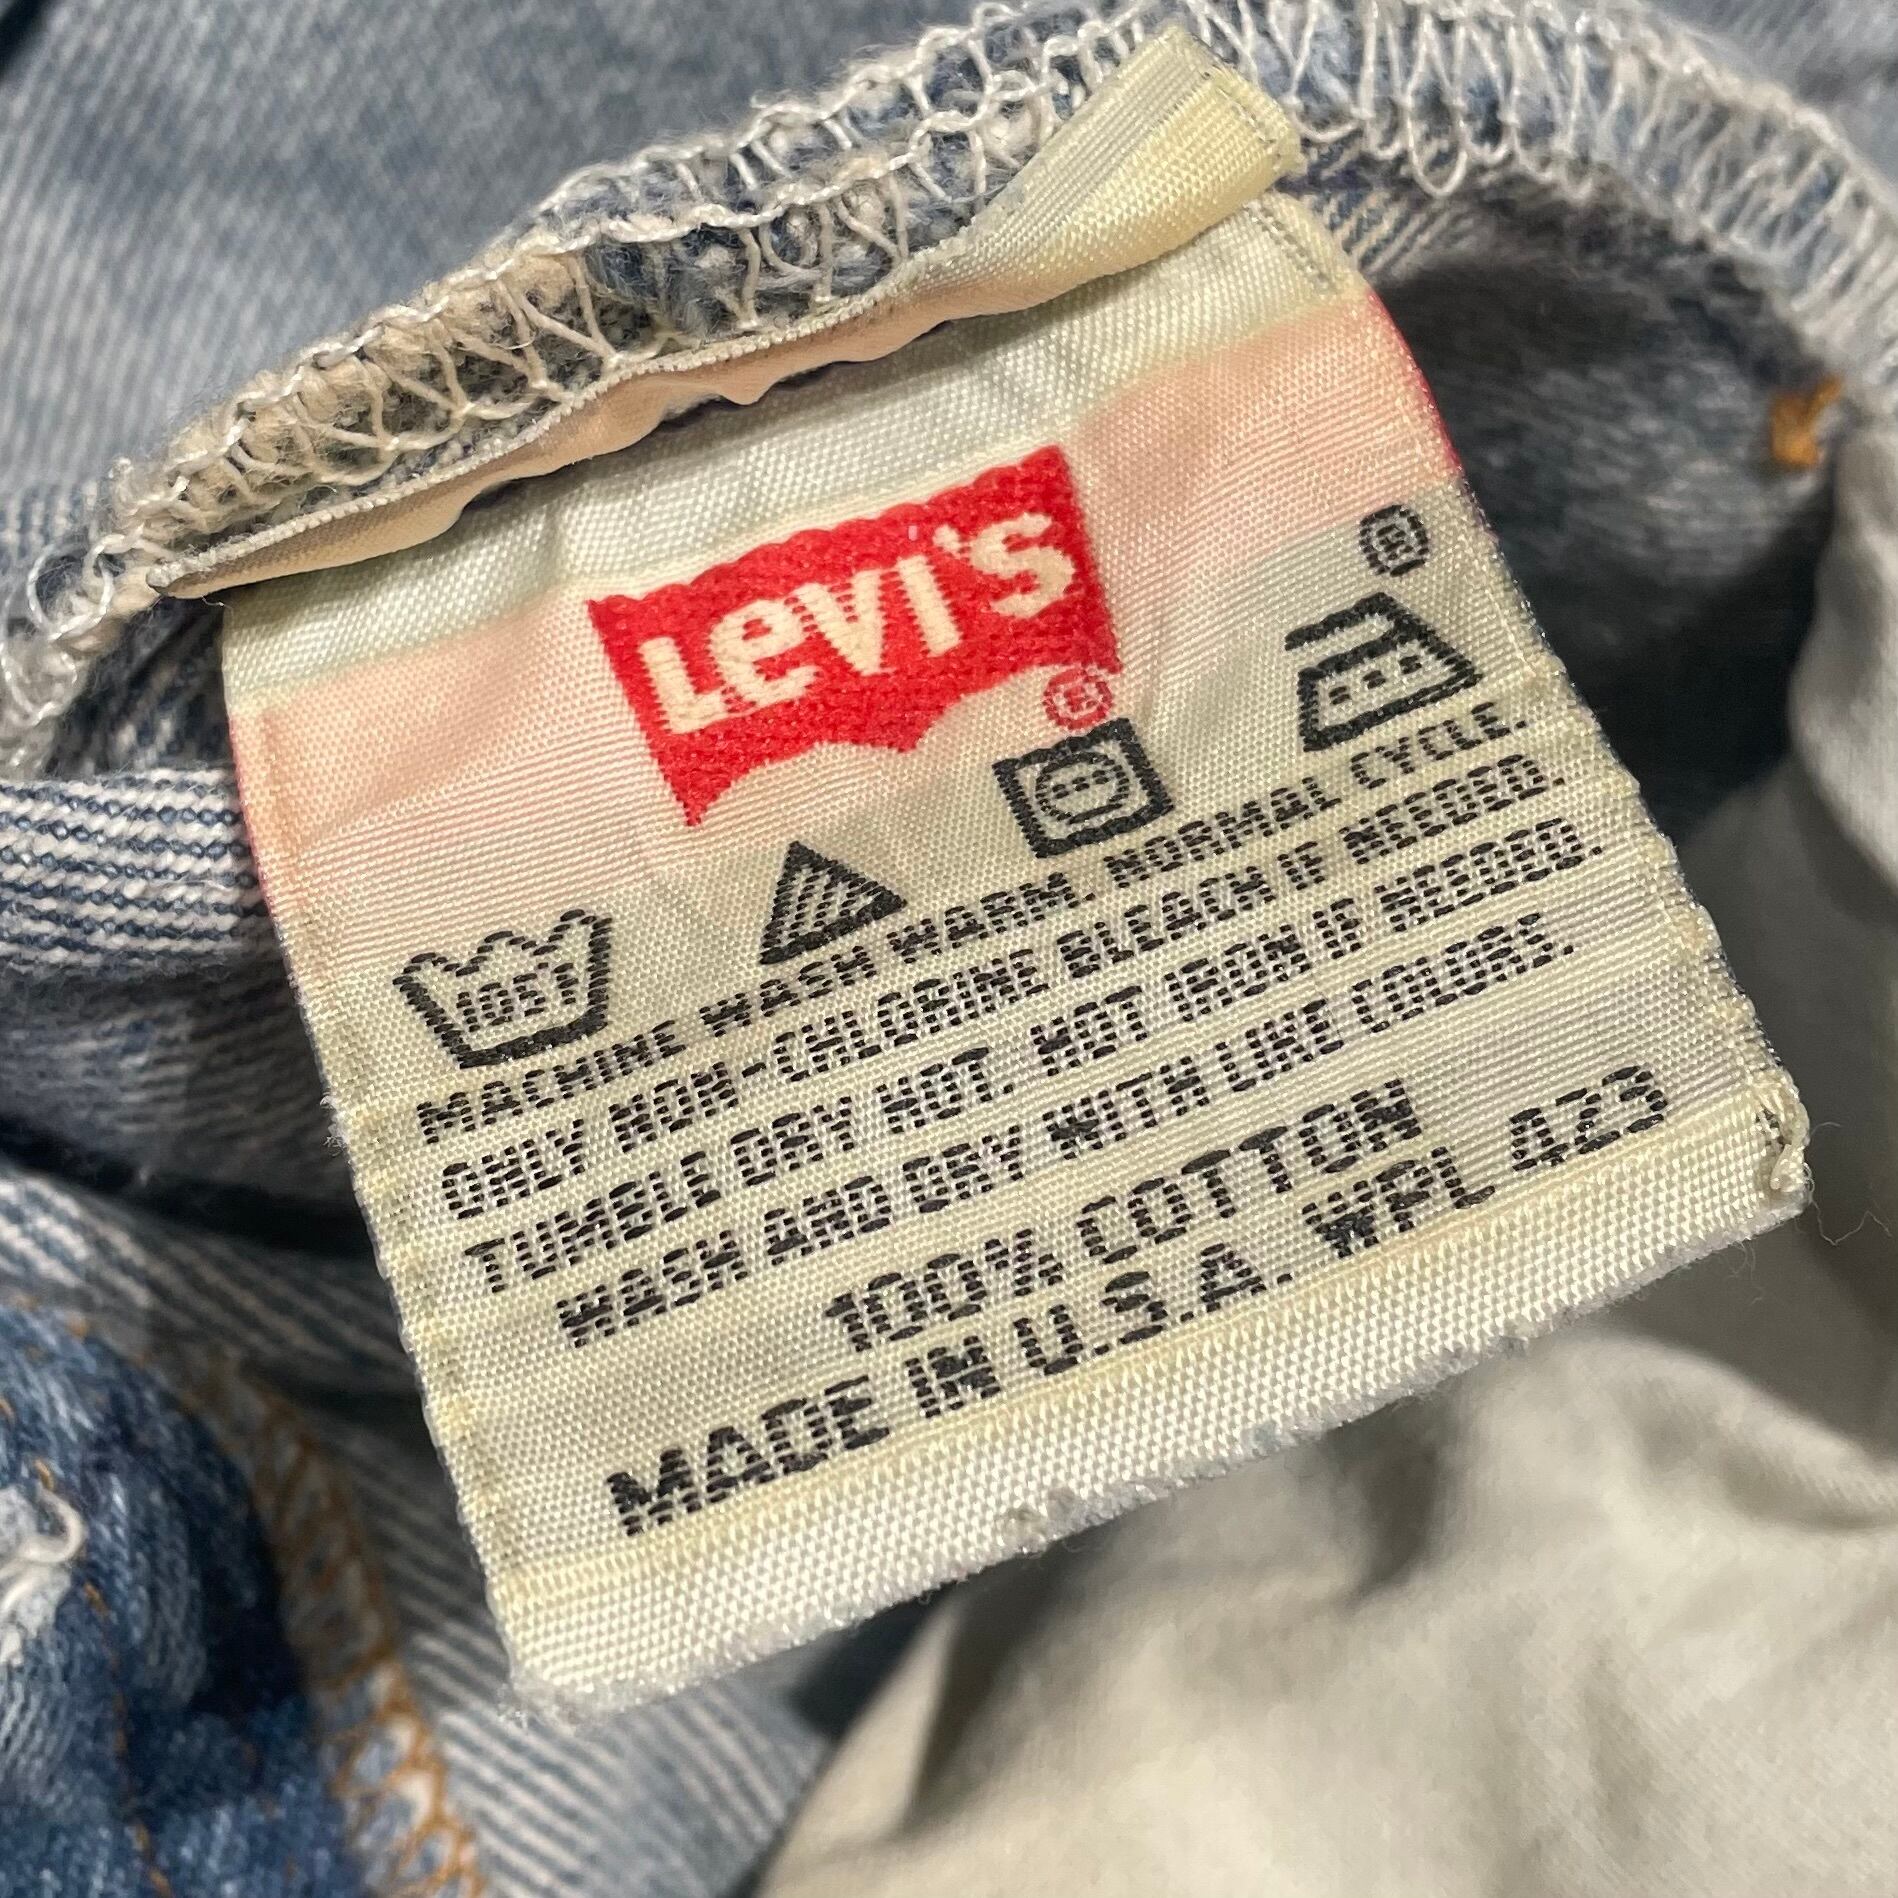 LEVI'S ®
®
105F
MACHINE WASH WARM. NORMAL CYCLE.
ONLY NON-CHLORINE BLEACH IF NEEDED.
TUMBLE DRY HOT. HOT IRON IF NEEDED.
WASH AND DRY WITH LIKE COLORS.
100% COTTON
MADE IN U.S.A. WPL 423